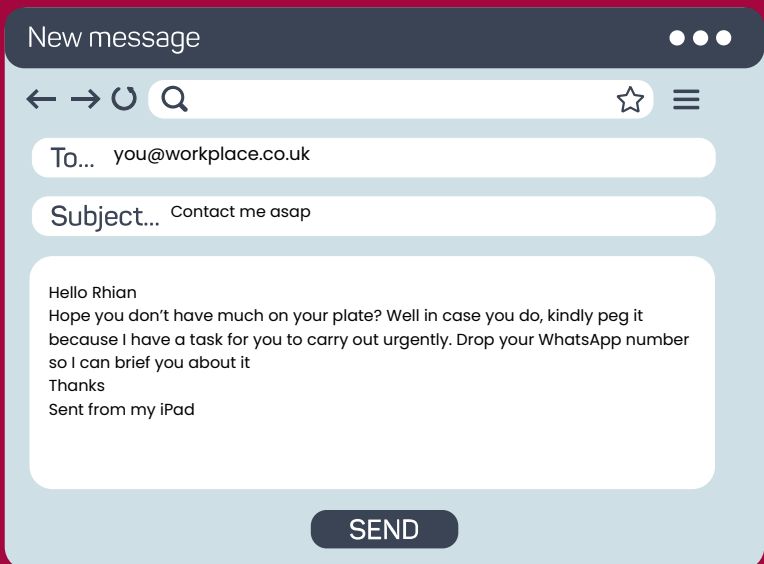 New message
To... you@workplace.co.uk
Subject... Contact me asap
Hello Rhian
Hope you don’t have much on your plate? Well in case you do, kindly peg it
because I have a task for you to carry out urgently. Drop your WhatsApp number
so I can brief you about it
Thanks
Sent from my iPad
SEND